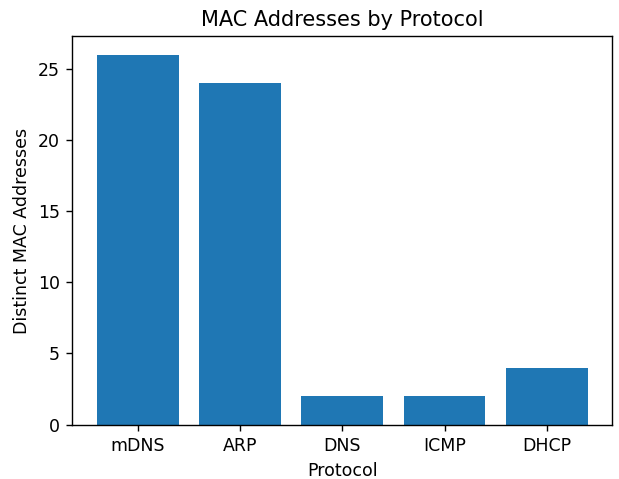 MAC Addresses by Protocol
Distinct MAC Addresses
25
20
15
10
5
0
mDNS ARP DNS ICMP DHCP
Protocol